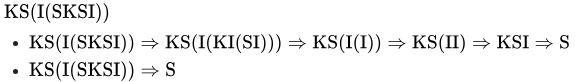 KS(I(SKSI))
• KS(I(SKSI)) ⇒ KS(I(KI(SI))) ⇒ KS(I(I)) ⇒ KS(II) ⇒ KSI ⇒ S
• KS(I(SKSI)) ⇒ S